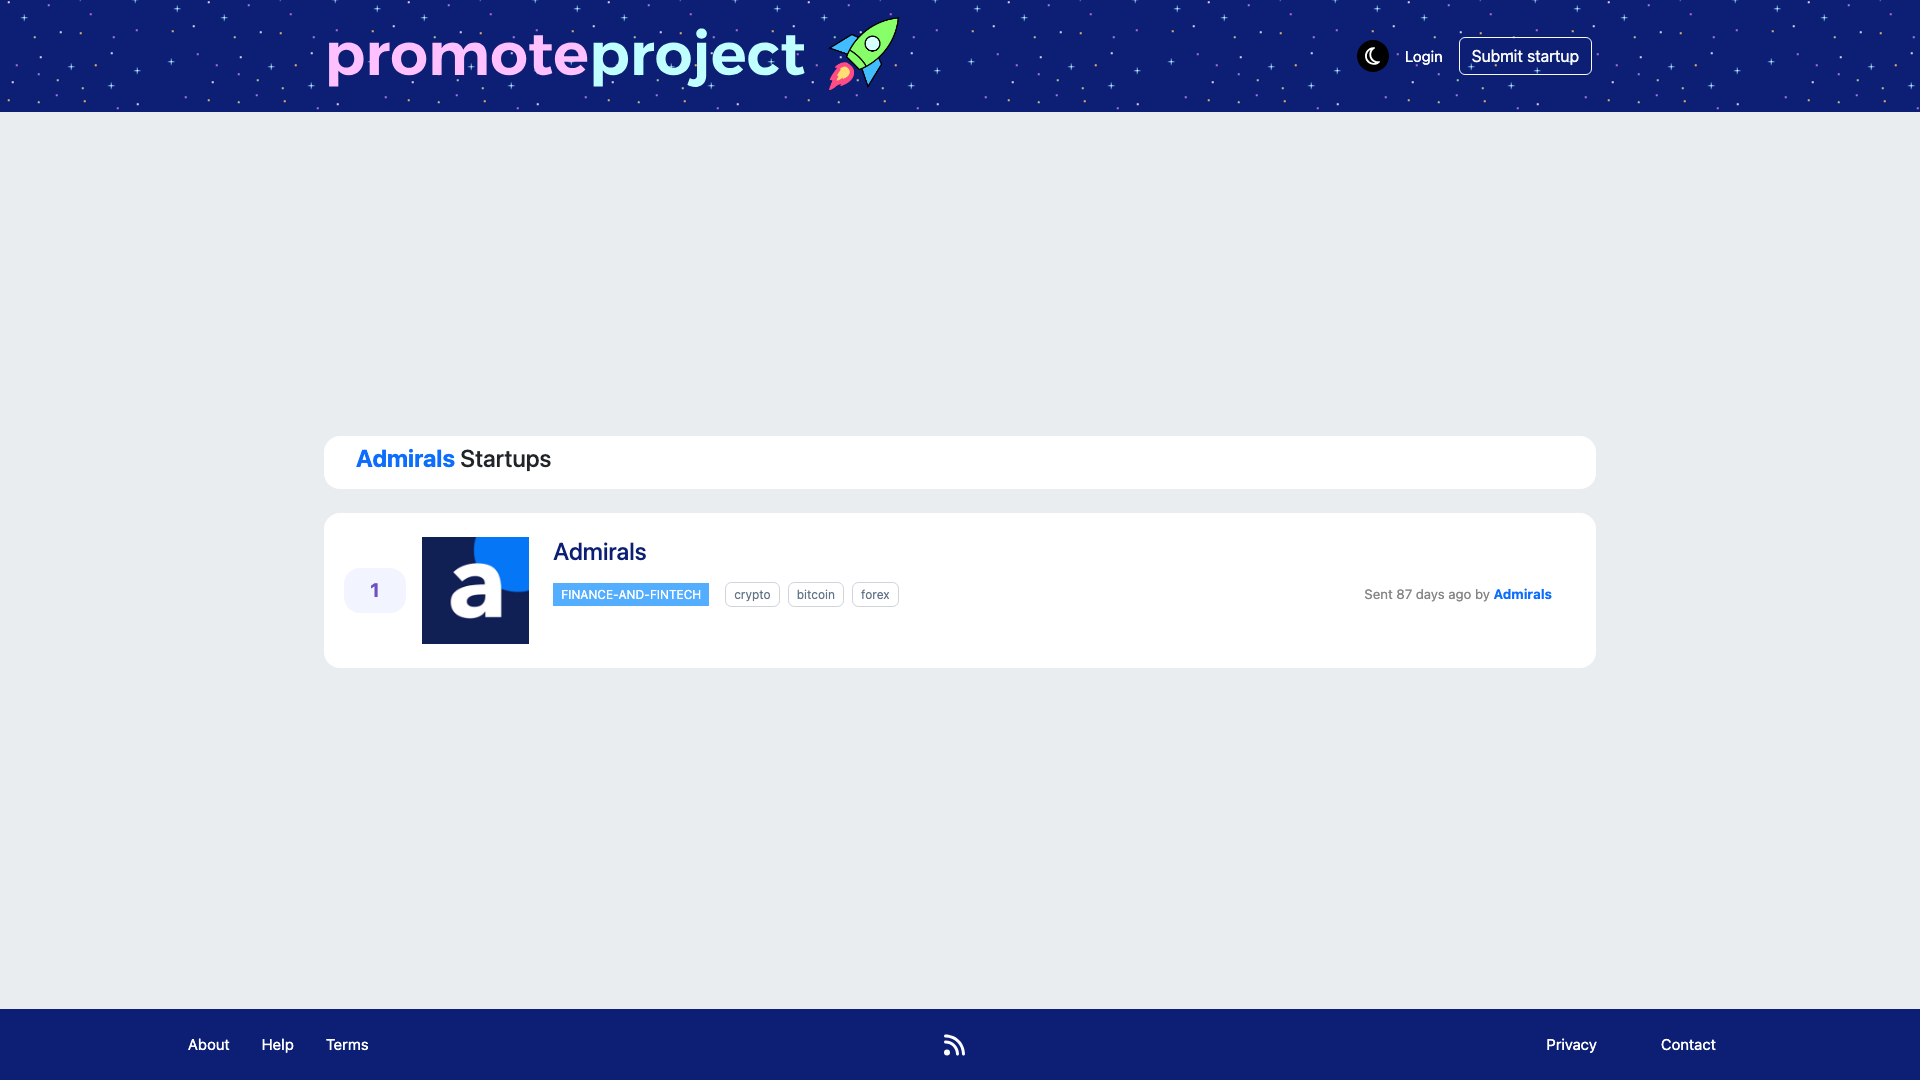 promoteproject
Login
Submit startup
Admirals Startups
1
a
Admirals
FINANCE-AND-FINTECH
crypto
bitcoin
forex
Sent 87 days ago by Admirals
About
Help
Terms
Privacy
Contact